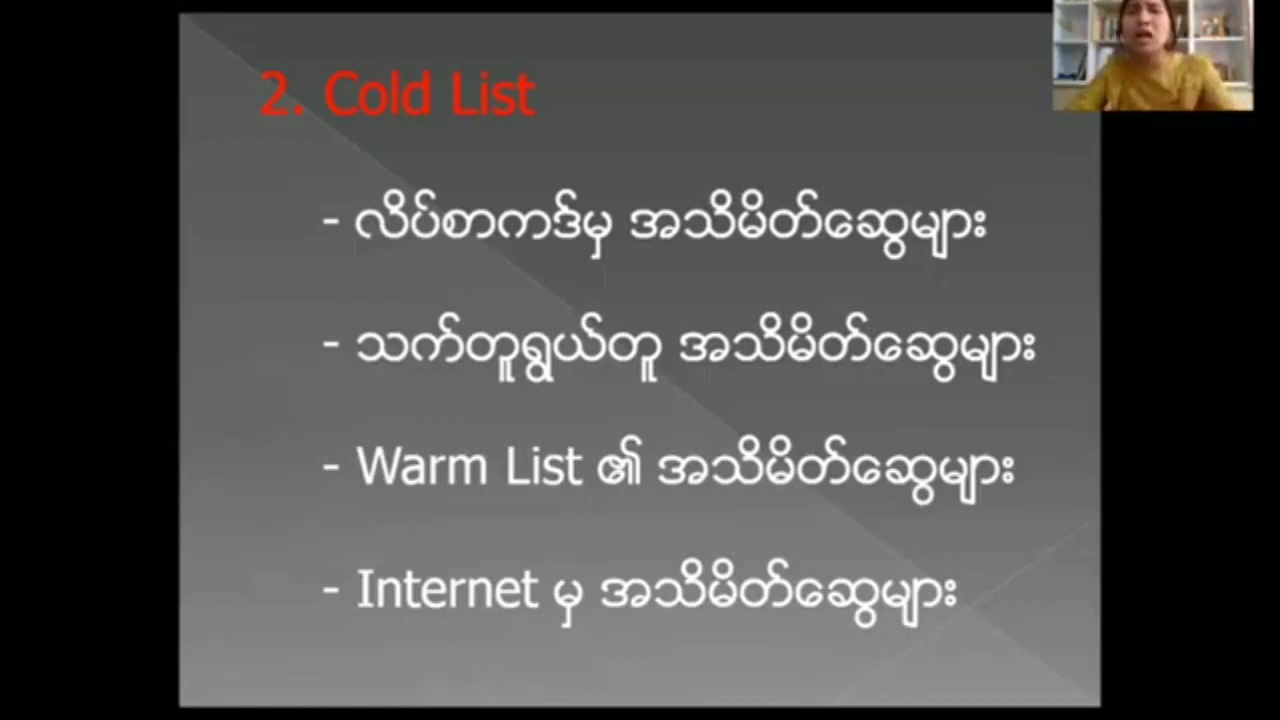 2. Cold List
- လိပ်စာကဒ်မှ အသိမိတ်ဆွေများ
- သက်တူရွယ်တူ အသိမိတ်ဆွေများ
- Warm List ၏ အသိမိတ်ဆွေများ
- Internet မှ အသိမိတ်ဆွေများ